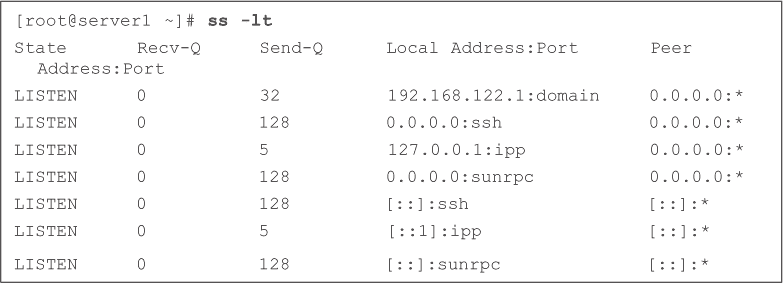 [root@server1 ~]# ss -lt
State Recv-Q Send-Q Local Address:Port Peer
Address:Port
LISTEN 0 32 192.168.122.1:domain 0.0.0.0:*
LISTEN 0 128 0.0.0.0:ssh 0.0.0.0:*
LISTEN 0 5 127.0.0.1:ipp 0.0.0.0:*
LISTEN 0 128 0.0.0.0:sunrpc 0.0.0.0:*
LISTEN 0 128 [::]:ssh [::]:*
LISTEN 0 5 [::1]:ipp [::]:*
LISTEN 0 128 [::]:sunrpc [::]:*